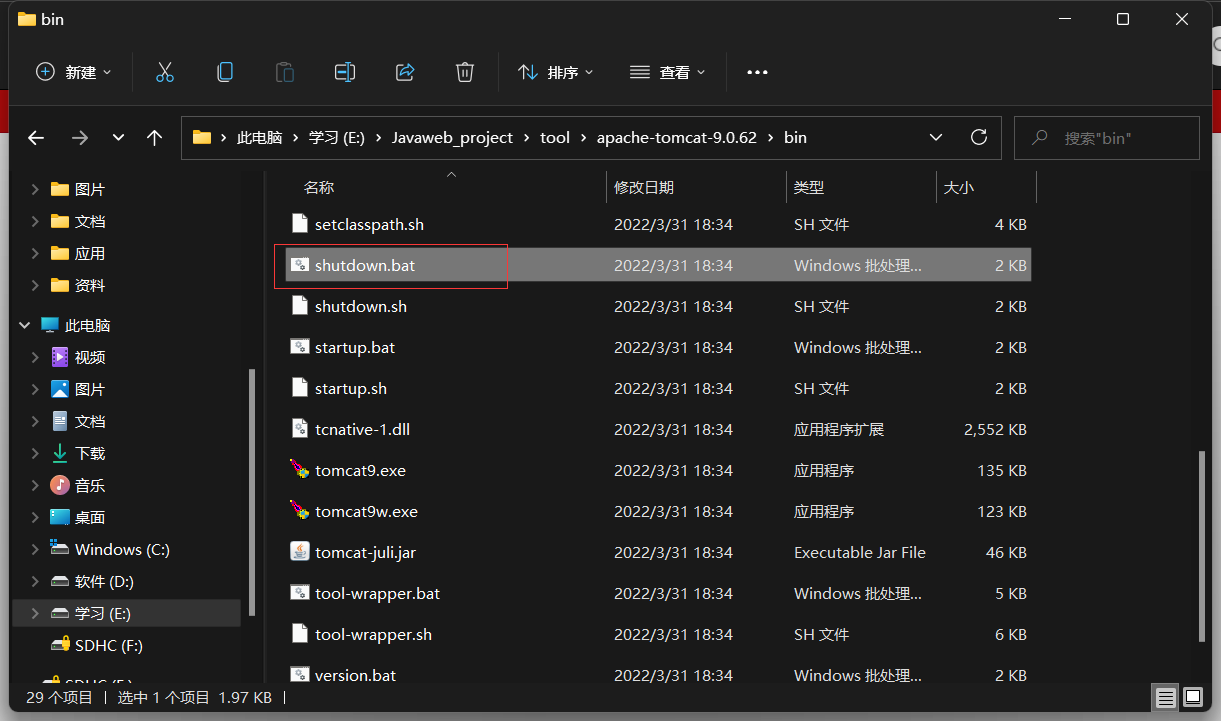 bin
新建 排序 查看
此电脑 学习 (E:) Javaweb_project tool apache-tomcat-9.0.62 bin 搜索"bin"
图片
文档
应用
资料
此电脑
视频
图片
文档
下载
音乐
桌面
Windows (C:)
软件 (D:)
学习 (E:)
SDHC (F:)
SDHC (F:)
名称 修改日期 类型 大小
setclasspath.sh 2022/3/31 18:34 SH 文件 4 KB
shutdown.bat 2022/3/31 18:34 Windows 批处理... 2 KB
shutdown.sh 2022/3/31 18:34 SH 文件 2 KB
startup.bat 2022/3/31 18:34 Windows 批处理... 2 KB
startup.sh 2022/3/31 18:34 SH 文件 2 KB
tcnative-1.dll 2022/3/31 18:34 应用程序扩展 2,552 KB
tomcat9.exe 2022/3/31 18:34 应用程序 135 KB
tomcat9w.exe 2022/3/31 18:34 应用程序 123 KB
tomcat-juli.jar 2022/3/31 18:34 Executable Jar File 46 KB
tool-wrapper.bat 2022/3/31 18:34 Windows 批处理... 5 KB
tool-wrapper.sh 2022/3/31 18:34 SH 文件 6 KB
version.bat 2022/3/31 18:34 Windows 批处理... 2 KB
29 个项目 选中 1 个项目 1.97 KB